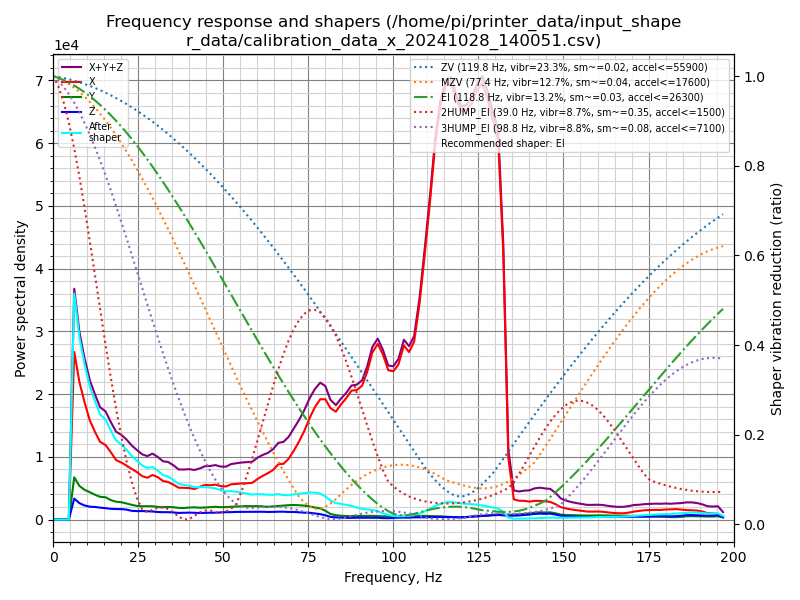 Frequency response and shapers (/home/pi/printer_data/input_shape
r_data/calibration_data_x_20241028_140051.csv)
1e4
X+Y+Z
X
Y
Z
After
shaper
ZV (119.8 Hz, vibr=23.3%, sm~=0.02, accel<=55900)
MZV (77.4 Hz, vibr=12.7%, sm~=0.04, accel<=17600)
EI (118.8 Hz, vibr=13.2%, sm~=0.03, accel<=26300)
2HUMP_EI (39.0 Hz, vibr=8.7%, sm~=0.35, accel<=1500)
3HUMP_EI (98.8 Hz, vibr=8.8%, sm~=0.08, accel<=7100)
Recommended shaper: EI
Power spectral density
7
6
5
4
3
2
1
0
1.0
0.8
0.6
0.4
0.2
0.0
Shaper vibration reduction (ratio)
0 25 50 75 100 125 150 175 200
Frequency, Hz